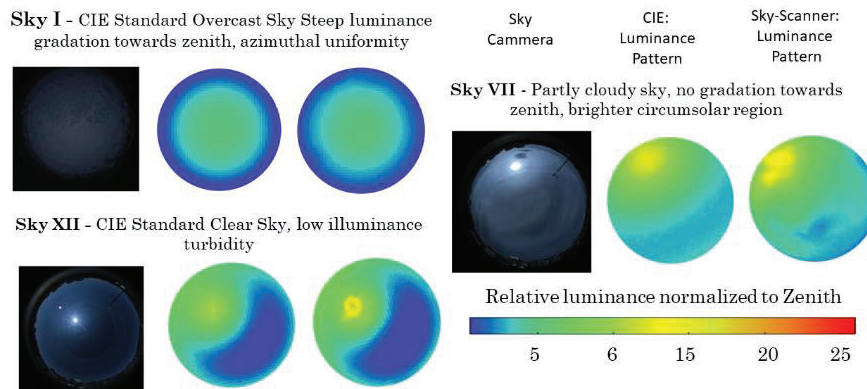 Sky I - CIE Standard Overcast Sky Steep luminance
gradation towards zenith, azimuthal uniformity
Sky XII - CIE Standard Clear Sky, low illuminance
turbidity
Sky
Cammera
CIE:
Luminance
Pattern
Sky-Scanner:
Luminance
Pattern
Sky VII - Partly cloudy sky, no gradation towards
zenith, brighter circumsolar region
Relative luminance normalized to Zenith
5 6 15 20 25